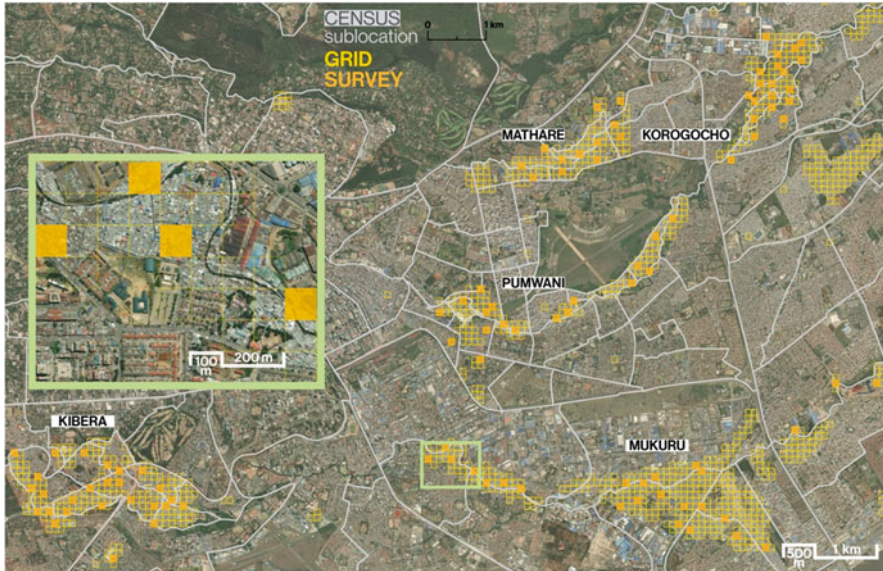 CENSUS
sublocation
GRID
SURVEY
0 1 km
MATHARE
KOROGOCHO
PUMWANI
100 m
200 m
KIBERA
MUKURU
500 m
1 km